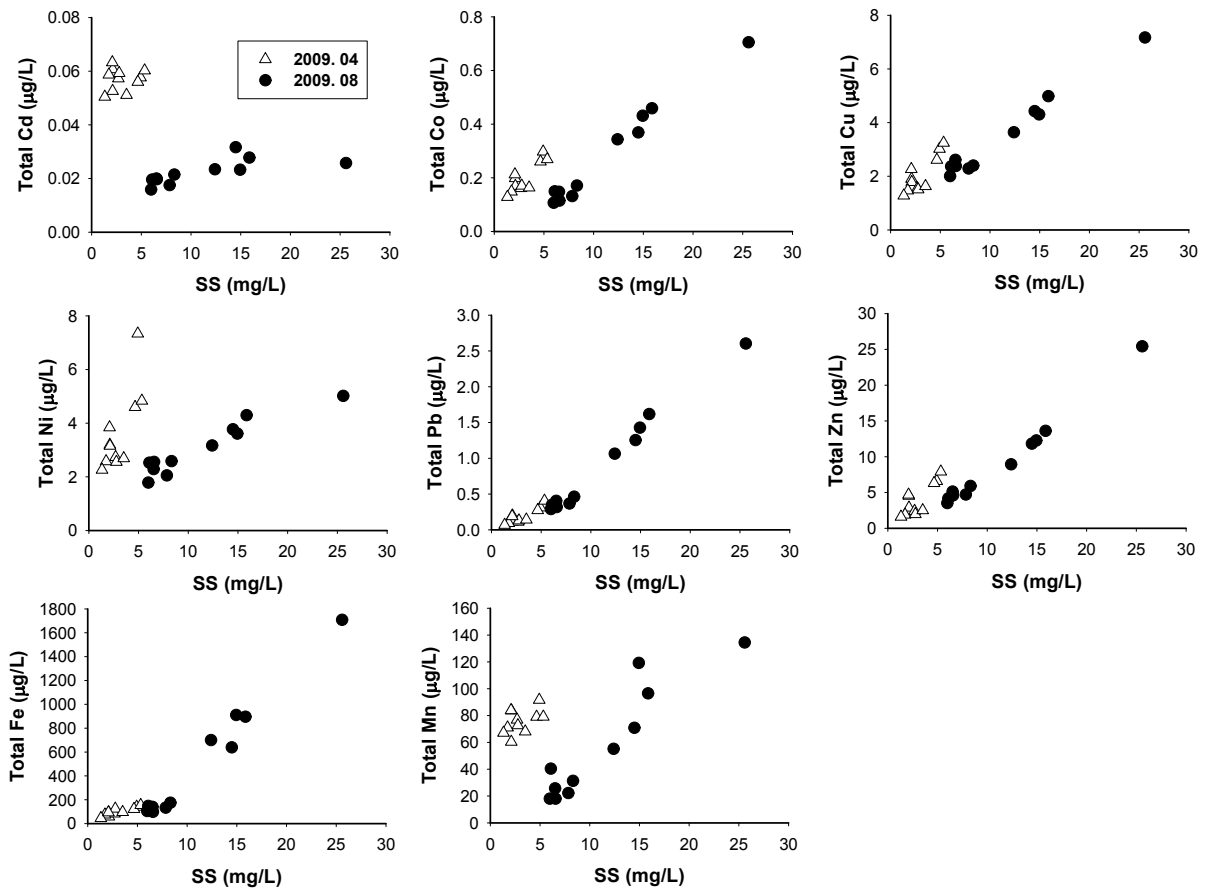 Total Cd (µg/L)
0.08
0.06
0.04
0.02
0.00
0 5 10 15 20 25 30
SS (mg/L)
2009. 04
2009. 08
Total Co (µg/L)
0.8
0.6
0.4
0.2
0.0
0 5 10 15 20 25 30
SS (mg/L)
Total Cu (µg/L)
8
6
4
2
0
0 5 10 15 20 25 30
SS (mg/L)
Total Ni (µg/L)
8
6
4
2
0
0 5 10 15 20 25 30
SS (mg/L)
Total Pb (µg/L)
3.0
2.5
2.0
1.5
1.0
0.5
0.0
0 5 10 15 20 25 30
SS (mg/L)
Total Zn (µg/L)
30
25
20
15
10
5
0
0 5 10 15 20 25 30
SS (mg/L)
Total Fe (µg/L)
1800
1600
1400
1200
1000
800
600
400
200
0
0 5 10 15 20 25 30
SS (mg/L)
Total Mn (µg/L)
160
140
120
100
80
60
40
20
0
0 5 10 15 20 25 30
SS (mg/L)